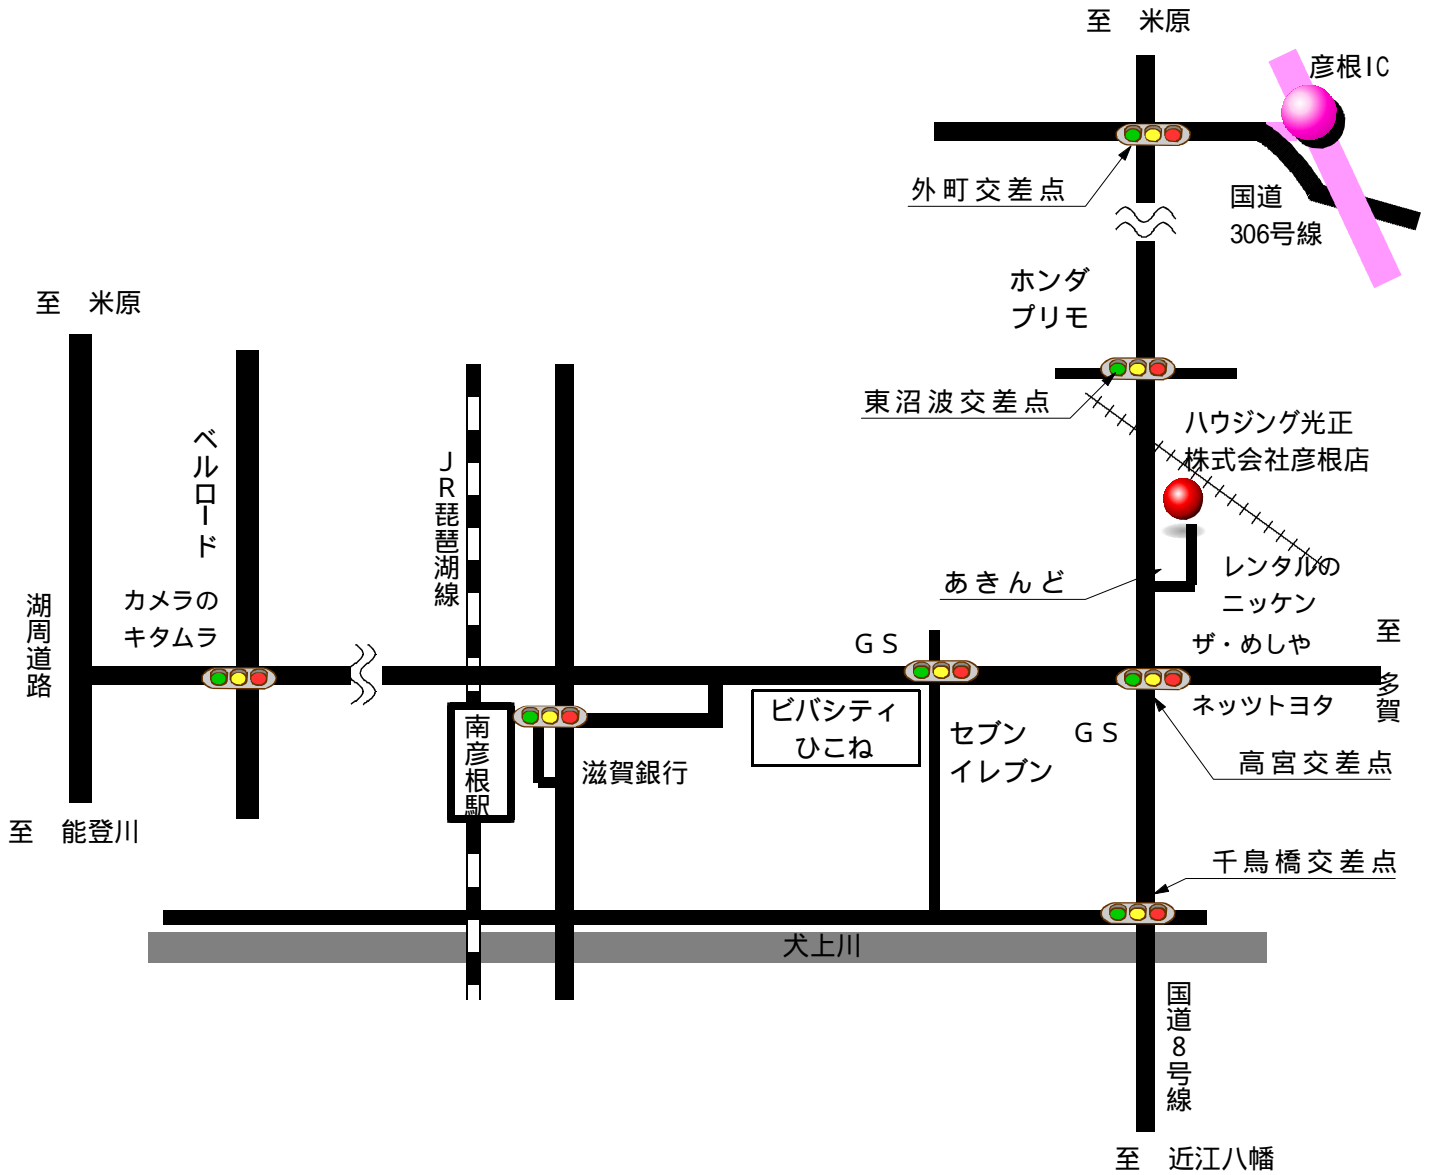 至　米原
彦根IC
外町交差点
国道
306号線
ホンダ
プリモ
至　米原
東沼波交差点
ハウジング光正
株式会社彦根店
ベルロード
JR琵琶湖線
あきんど
レンタルの
ニッケン
カメラの
キタムラ
湖周道路
GS
ザ・めしや
至　多賀
ビバシティ
ひこね
セブン
イレブン
GS
ネッツトヨタ
南彦根駅
滋賀銀行
高宮交差点
至　能登川
千鳥橋交差点
犬上川
国道8号線
至　近江八幡